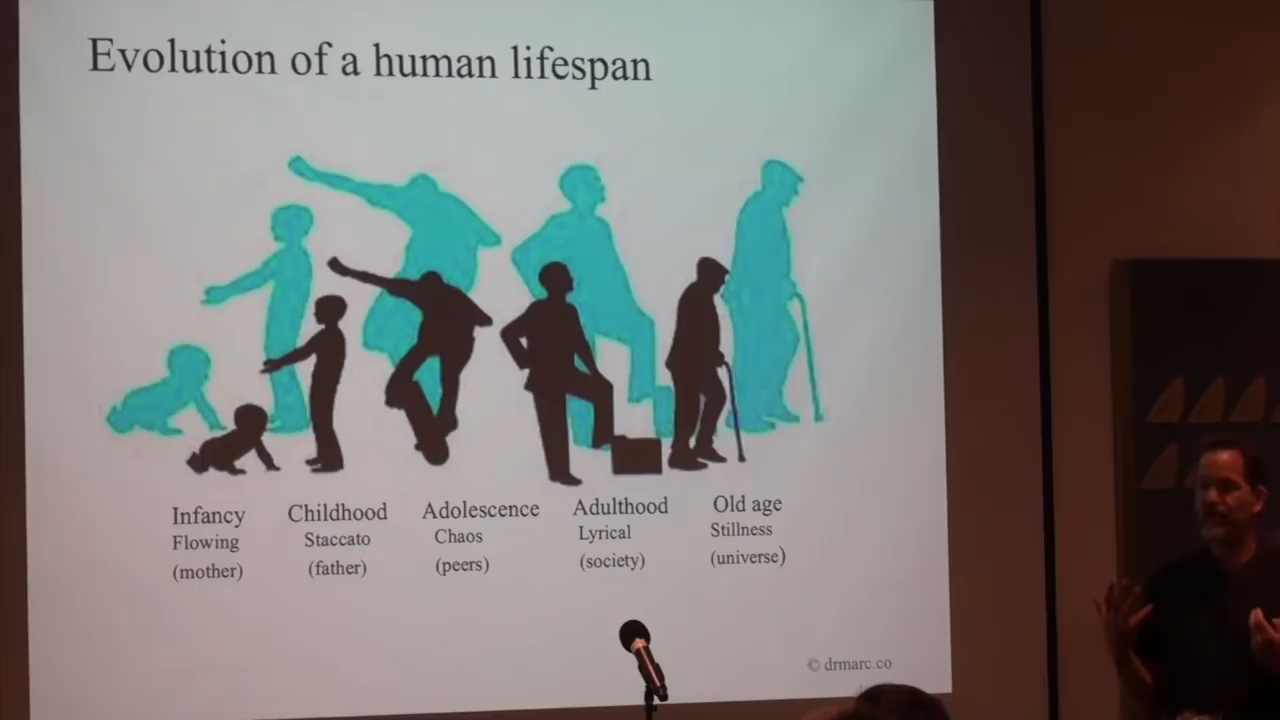 Evolution of a human lifespan
Infancy Childhood Adolescence Adulthood Old age
Flowing Staccato Chaos Lyrical Stillness
(mother) (father) (peers) (society) (universe)
© drmarc.co